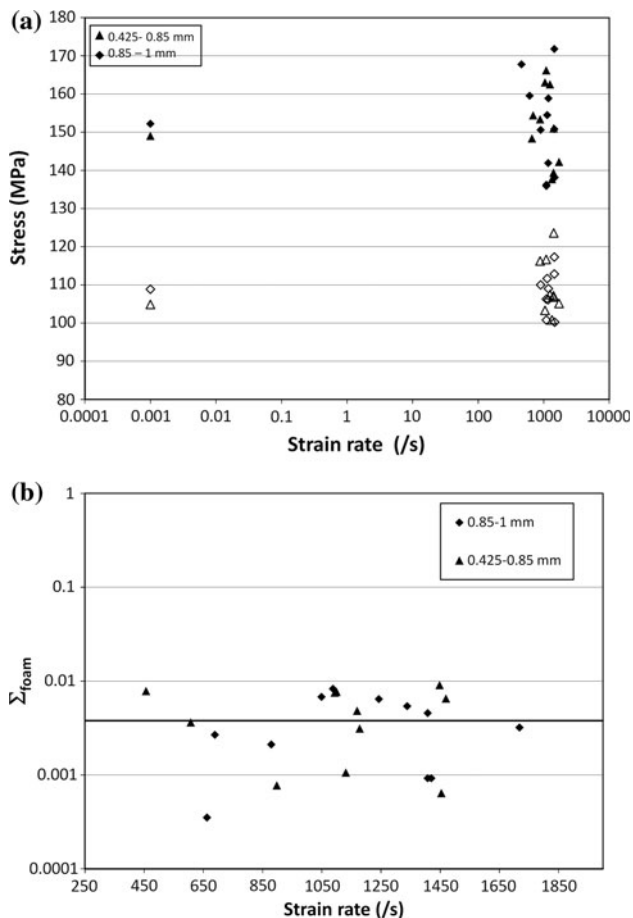 (a)
0.425- 0.85 mm
0.85 – 1 mm
Stress (MPa)
180
170
160
150
140
130
120
110
100
90
80
0.0001 0.001 0.01 0.1 1 10 100 1000 10000
Strain rate (/s)
(b)
0.85-1 mm
0.425-0.85 mm
Σfoam
1
0.1
0.01
0.001
0.0001
250 450 650 850 1050 1250 1450 1650 1850
Strain rate (/s)